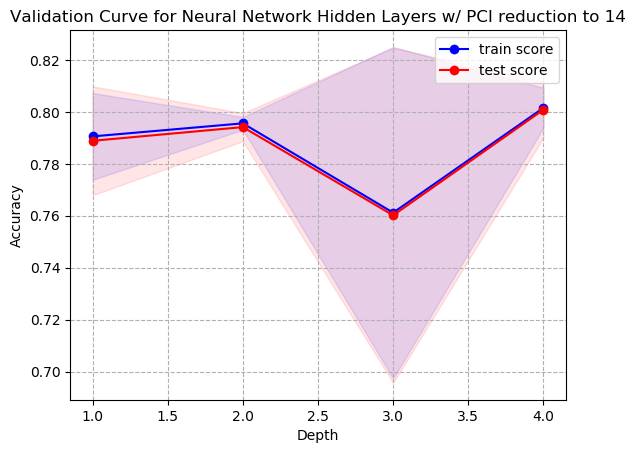 Validation Curve for Neural Network Hidden Layers w/ PCI reduction to 14
train score
test score
0.82
0.80
0.78
0.76
0.74
0.72
0.70
Accuracy
1.0 1.5 2.0 2.5 3.0 3.5 4.0
Depth